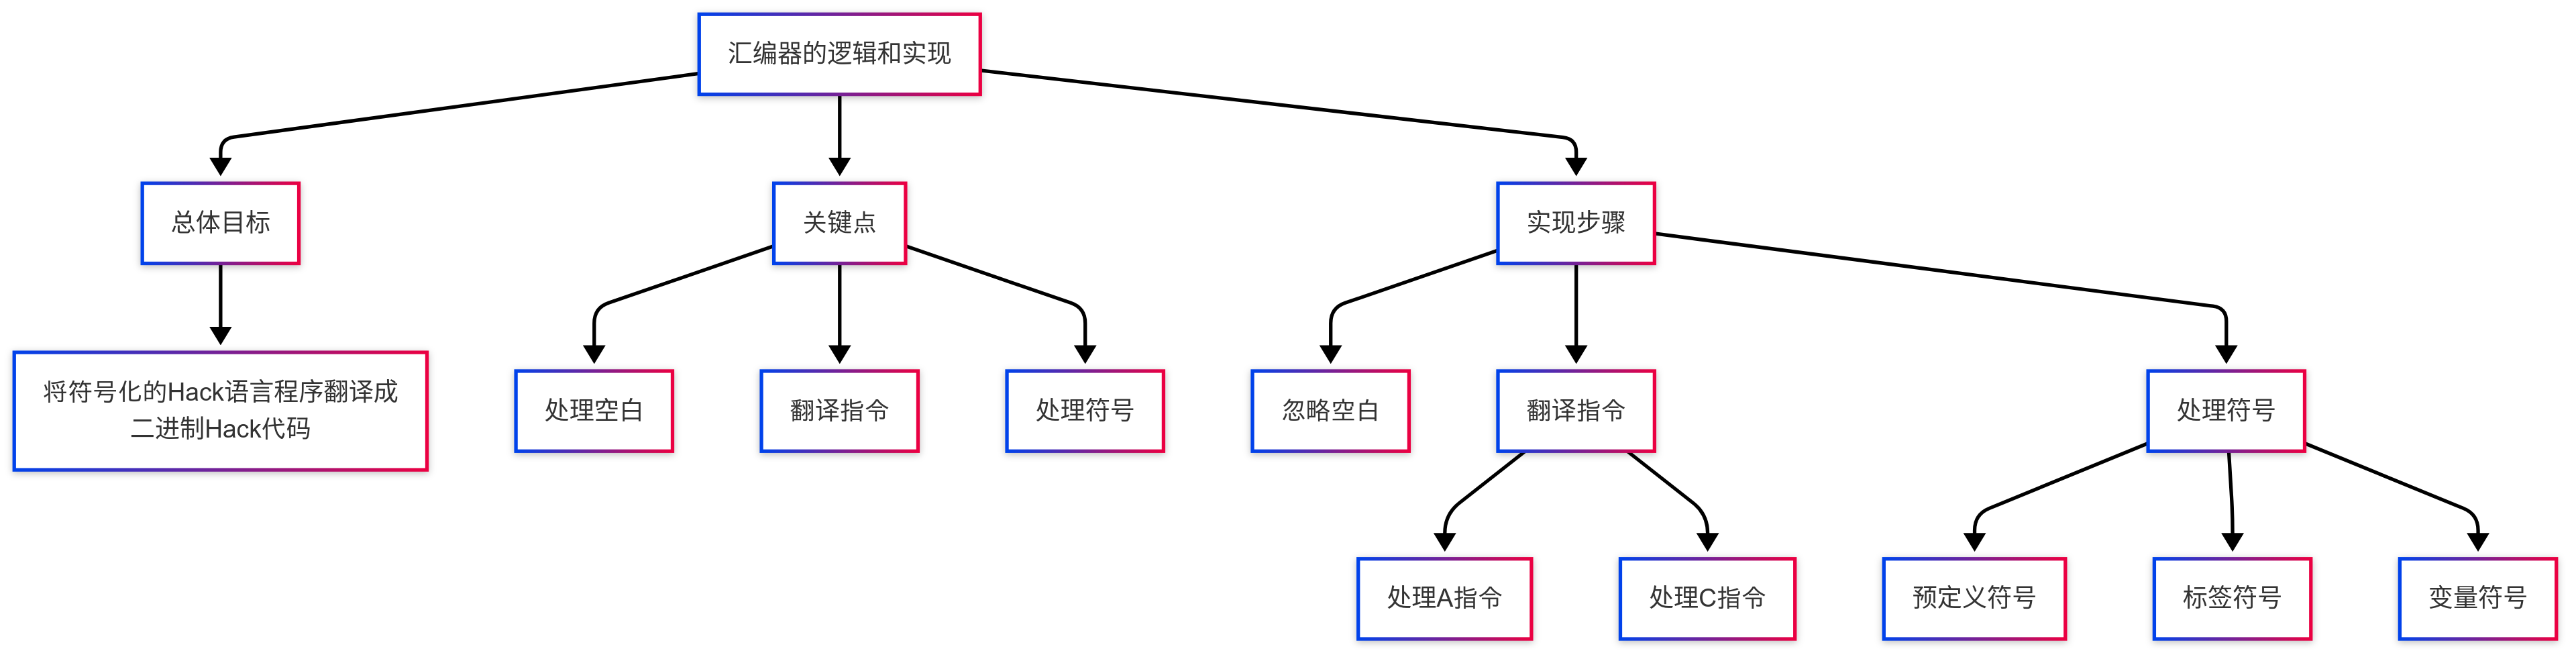 汇编器的逻辑和实现
总体目标
关键点
实现步骤
将符号化的Hack语言程序翻译成
二进制Hack代码
处理空白
翻译指令
处理符号
忽略空白
翻译指令
处理符号
处理A指令
处理C指令
预定义符号
标签符号
变量符号